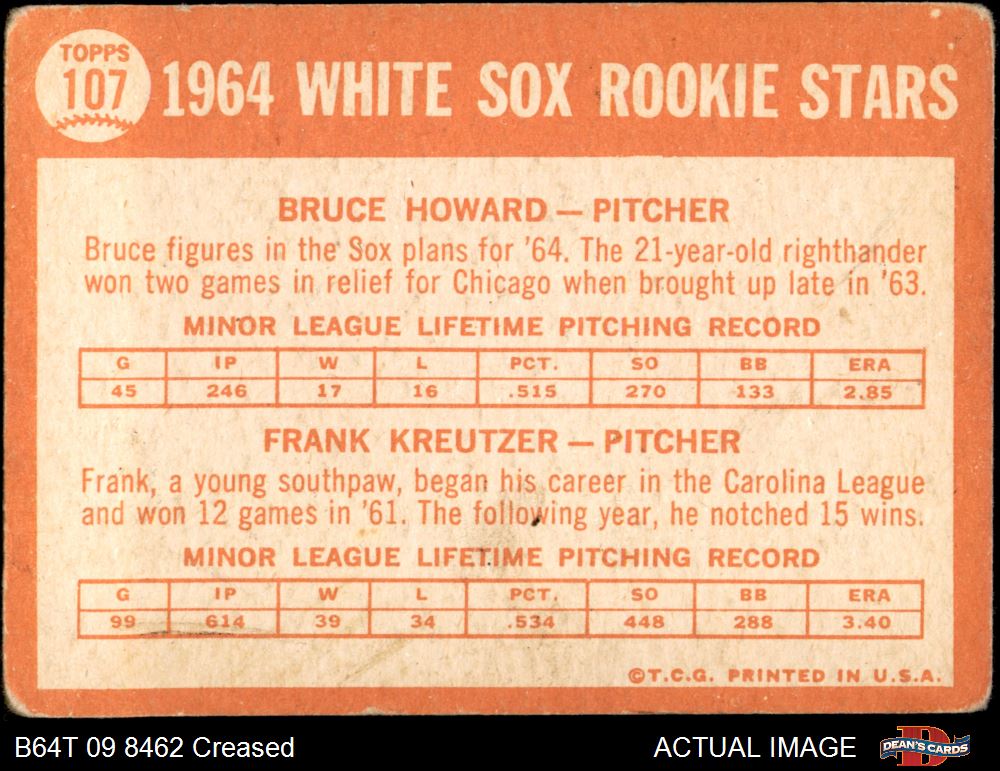 TOPPS
107
1964 WHITE SOX ROOKIE STARS
BRUCE HOWARD — PITCHER
Bruce figures in the Sox plans for '64. The 21-year-old righthander
won two games in relief for Chicago when brought up late in '63.
MINOR LEAGUE LIFETIME PITCHING RECORD
G IP W L PCT. SO BB ERA
45 246 17 16 .515 270 133 2.85
FRANK KREUTZER — PITCHER
Frank, a young southpaw, began his career in the Carolina League
and won 12 games in '61. The following year, he notched 15 wins.
MINOR LEAGUE LIFETIME PITCHING RECORD
G IP W L PCT. SO BB ERA
99 614 39 34 .534 448 288 3.40
©T.C.G. PRINTED IN U.S.A.
B64T 09 8462 Creased
ACTUAL IMAGE
DEAN'S CARDS